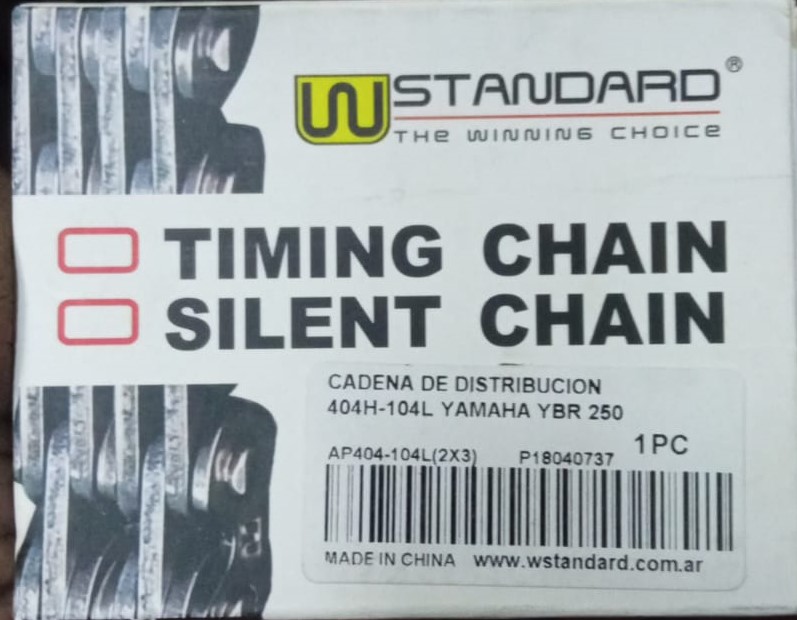 W STANDARD®
THE WINNING CHOICE
TIMING CHAIN
SILENT CHAIN
CADENA DE DISTRIBUCION
404H-104L YAMAHA YBR 250
AP404-104L(2X3) P18040737 1PC
MADE IN CHINA www.wstandard.com.ar